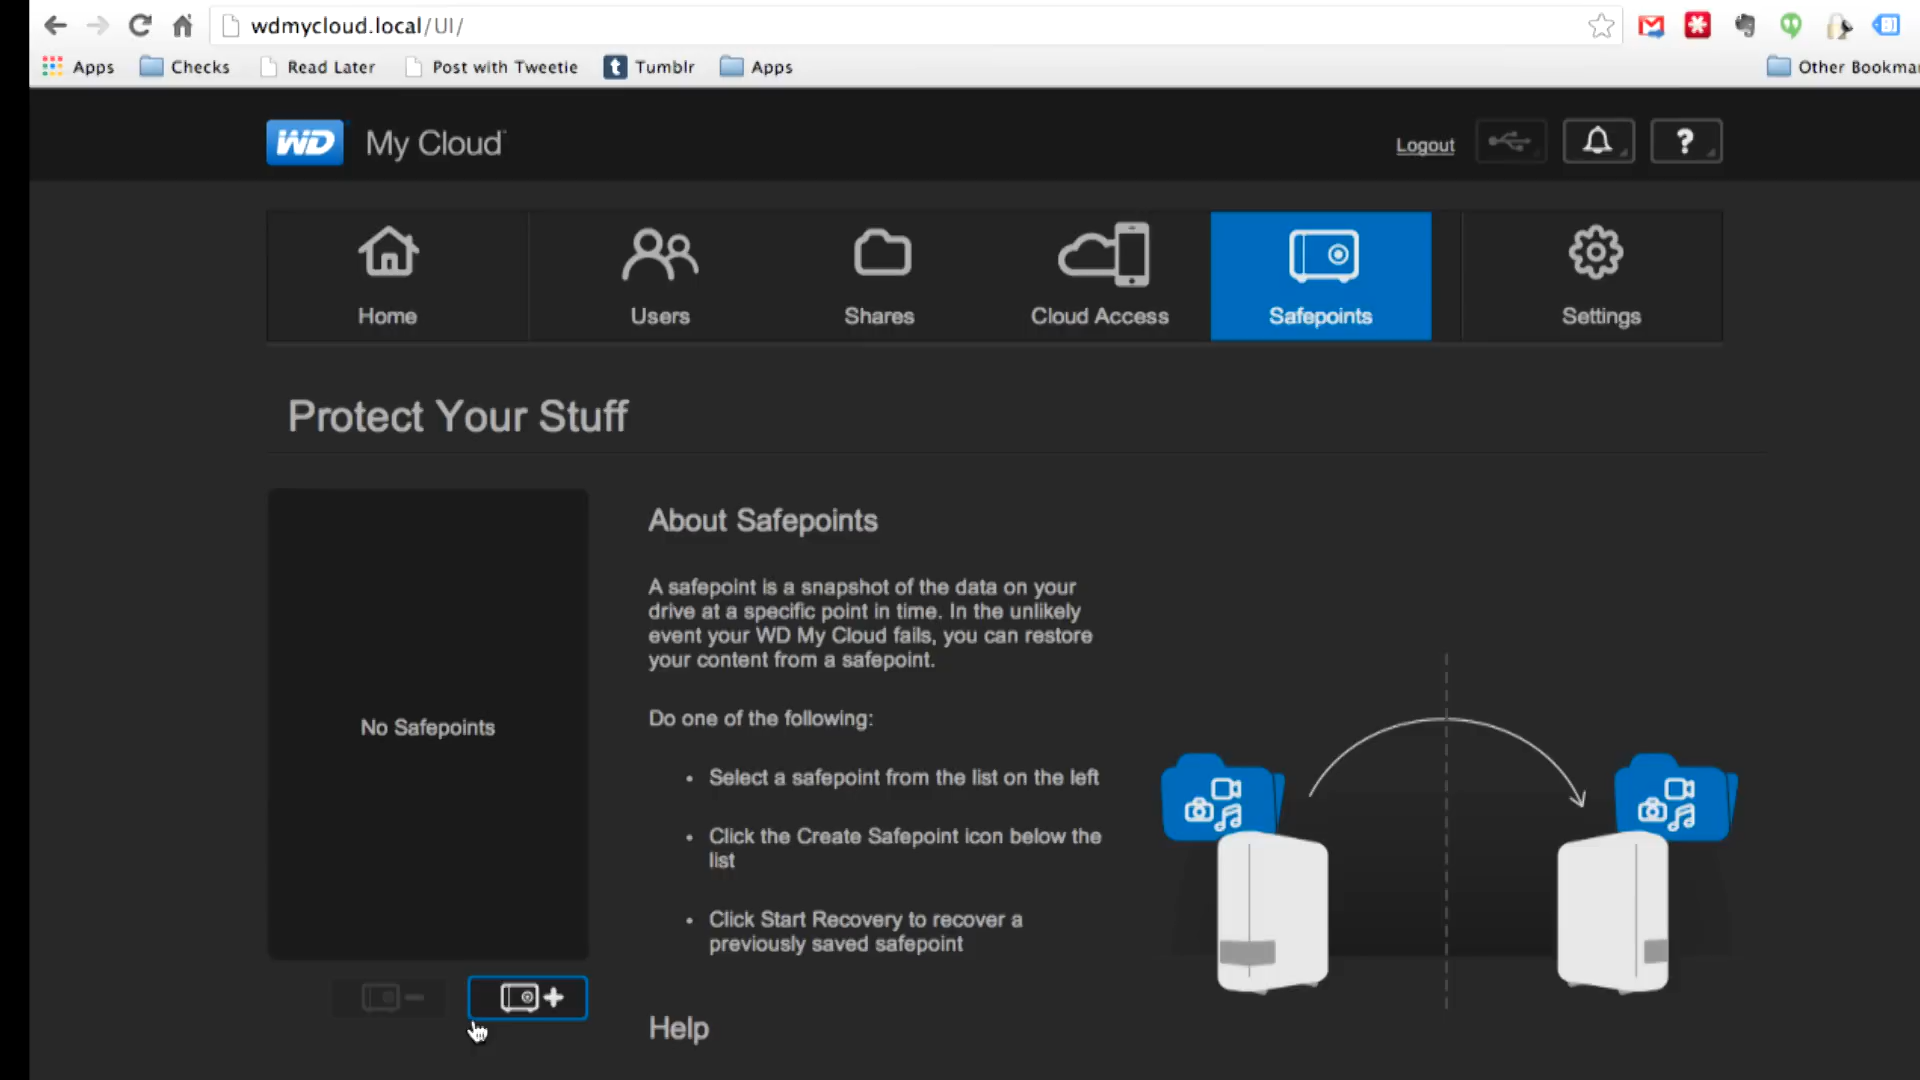 wdmycloud.local/UI/
Apps Checks Read Later Post with Tweetie t Tumblr Apps Other Bookmar
WD My Cloud Logout ?
Home Users Shares Cloud Access Safepoints Settings
Protect Your Stuff
No Safepoints
About Safepoints
A safepoint is a snapshot of the data on your
drive at a specific point in time. In the unlikely
event your WD My Cloud fails, you can restore
your content from a safepoint.
Do one of the following:
• Select a safepoint from the list on the left
• Click the Create Safepoint icon below the
list
• Click Start Recovery to recover a
previously saved safepoint
Help